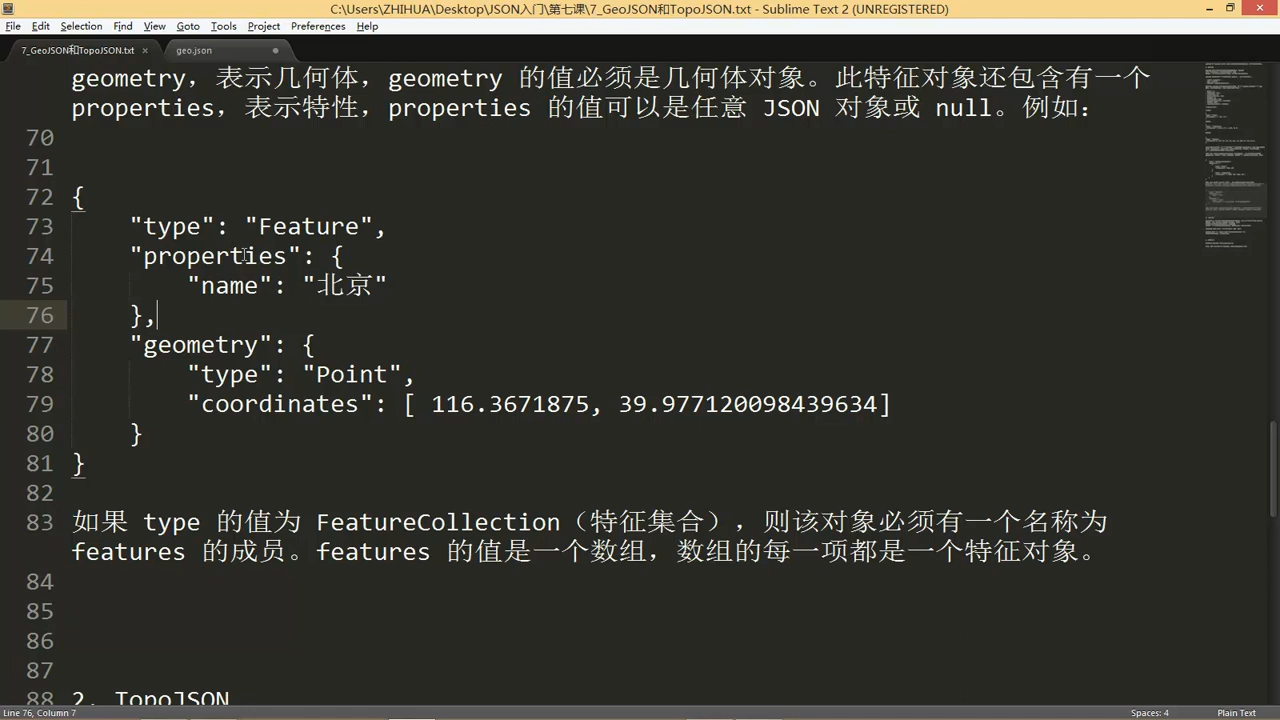 C:\Users\ZHIHUA\Desktop\JSON入门\第七课\7_GeoJSON和TopoJSON.txt - Sublime Text 2 (UNREGISTERED)
File Edit Selection Find View Goto Tools Project Preferences Help
7_GeoJSON和TopoJSON.txt × geo.json
geometry，表示几何体，geometry 的值必须是几何体对象。此特征对象还包含有一个
properties，表示特性，properties 的值可以是任意 JSON 对象或 null。例如：
70
71
72 {
73 "type": "Feature",
74 "properties": {
75 "name": "北京"
76 },
77 "geometry": {
78 "type": "Point",
79 "coordinates": [ 116.3671875, 39.977120098439634]
80 }
81 }
82
83 如果 type 的值为 FeatureCollection（特征集合），则该对象必须有一个名称为
features 的成员。features 的值是一个数组，数组的每一项都是一个特征对象。
84
85
86
87
88 2. TopoJSON
Line 76, Column 7 Spaces: 4 Plain Text